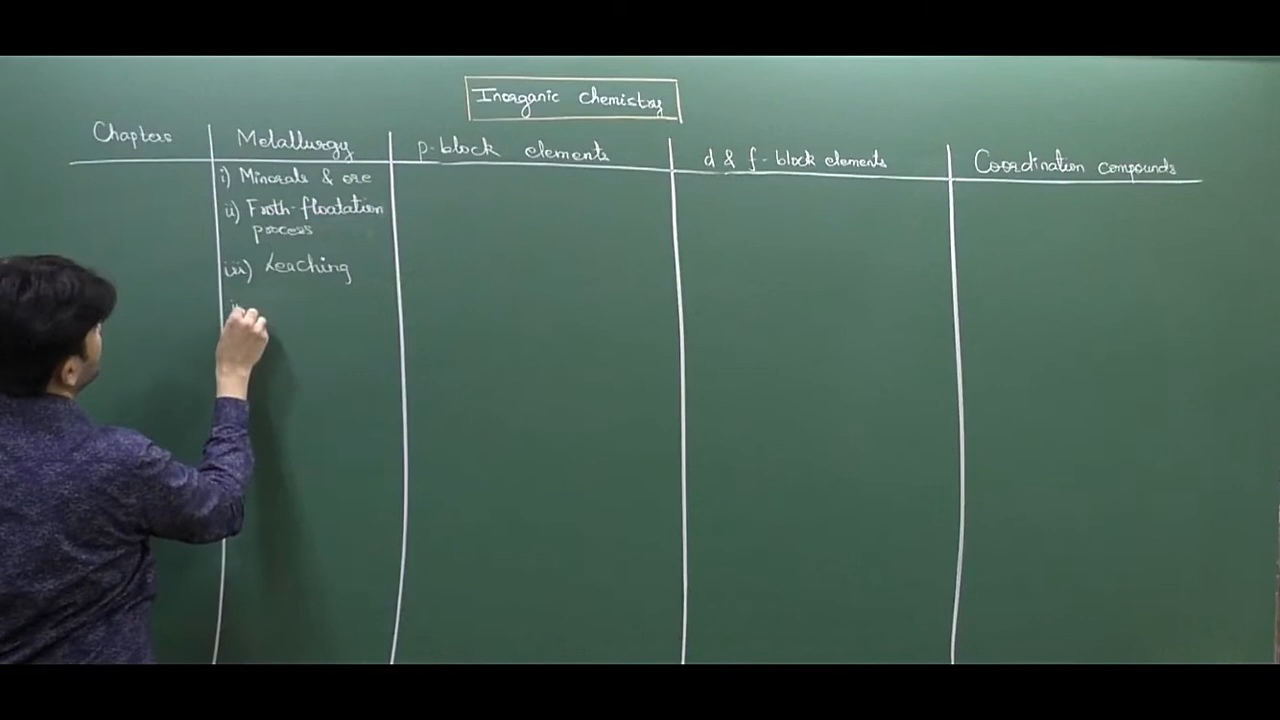 Inorganic chemistry
Chapters
Metallurgy
p-block elements
d & f-block elements
Coordination compounds
i) Minerals & ore
ii) Froth-floatation
process
iii) Leaching